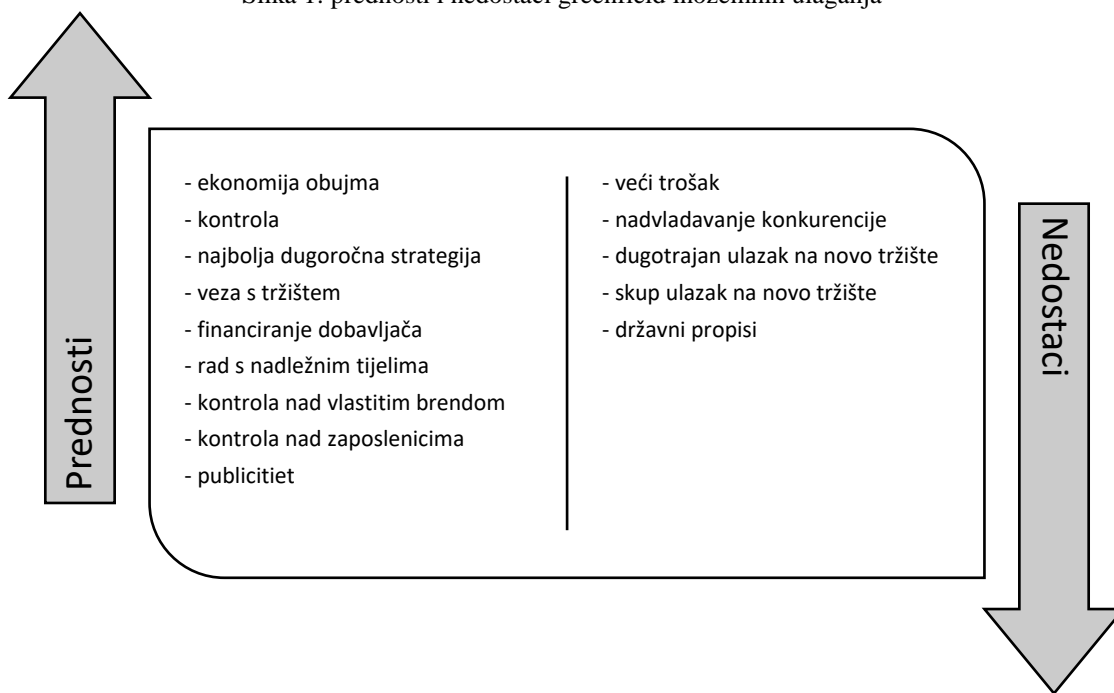 Slika 1: prednosti i nedostaci greenfield inozemnih ulaganja
Prednosti
- ekonomija obujma
- kontrola
- najbolja dugoročna strategija
- veza s tržištem
- financiranje dobavljača
- rad s nadležnim tijelima
- kontrola nad vlastitim brendom
- kontrola nad zaposlenicima
- publicitiet
- veći trošak
- nadvladavanje konkurencije
- dugotrajan ulazak na novo tržište
- skup ulazak na novo tržište
- državni propisi
Nedostaci